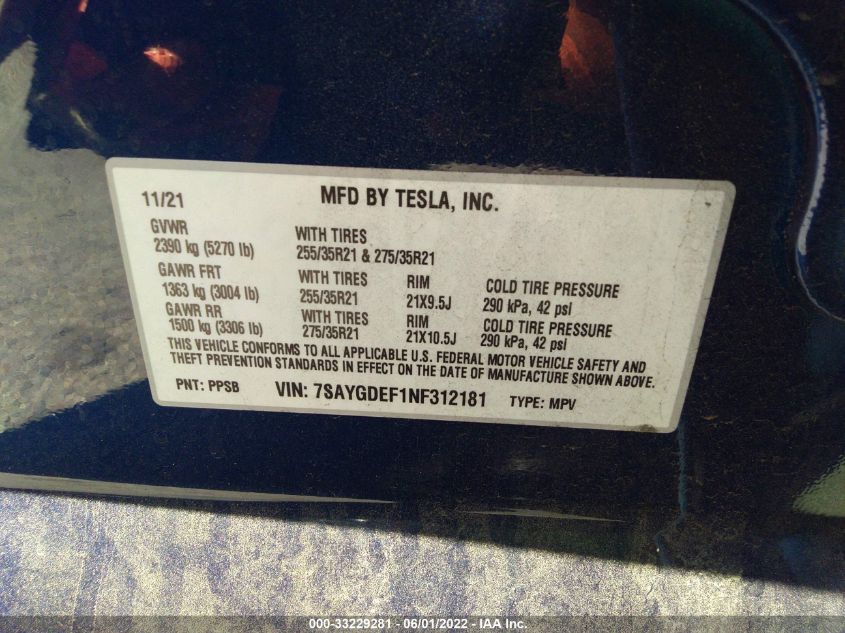 11/21 MFD BY TESLA, INC.
GVWR
2390 kg (5270 lb) WITH TIRES
255/35R21 & 275/35R21
GAWR FRT WITH TIRES RIM COLD TIRE PRESSURE
1363 kg (3004 lb) 255/35R21 21X9.5J 290 kPa, 42 psi
GAWR RR WITH TIRES RIM COLD TIRE PRESSURE
1500 kg (3306 lb) 275/35R21 21X10.5J 290 kPa, 42 psi
THIS VEHICLE CONFORMS TO ALL APPLICABLE U.S. FEDERAL MOTOR VEHICLE SAFETY AND
THEFT PREVENTION STANDARDS IN EFFECT ON THE DATE OF MANUFACTURE SHOWN ABOVE.
PNT: PPSB VIN: 7SAYGDEF1NF312181 TYPE: MPV
000-33229281 - 06/01/2022 - IAA Inc.